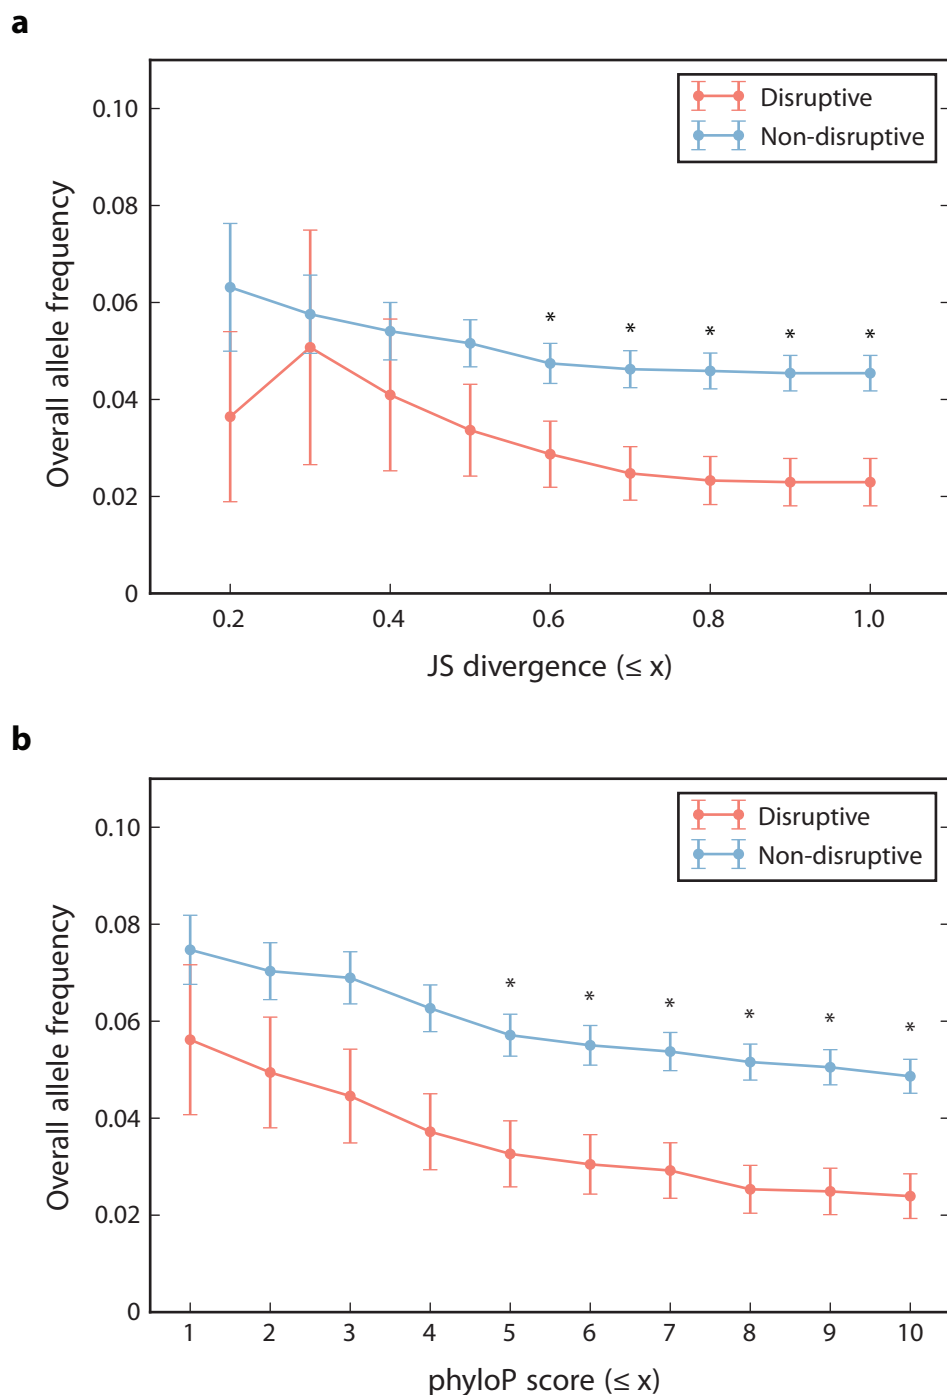 a
Disruptive
Non-disruptive
0.10
0.08
0.06
0.04
0.02
0
Overall allele frequency
* * * * *
0.2 0.4 0.6 0.8 1.0
JS divergence (≤ x)
b
Disruptive
Non-disruptive
0.10
0.08
0.06
0.04
0.02
0
Overall allele frequency
* * * * * *
1 2 3 4 5 6 7 8 9 10
phyloP score (≤ x)